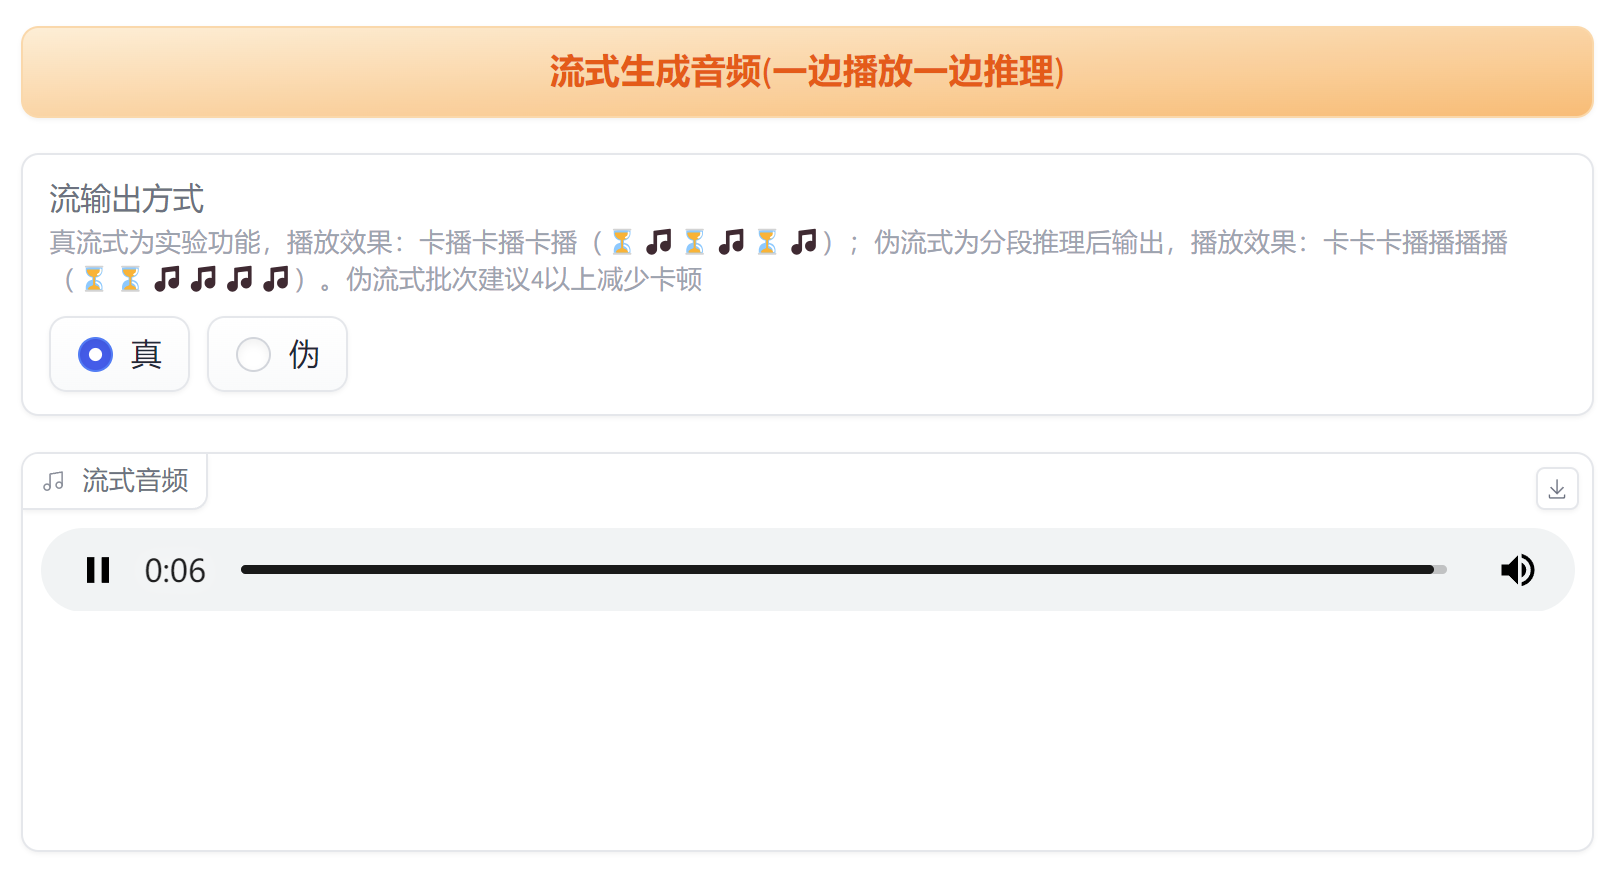 流式生成音频(一边播放一边推理)
流输出方式
真流式为实验功能，播放效果：卡播卡播卡播（⏳🎵⏳🎵⏳🎵）；伪流式为分段推理后输出，播放效果：卡卡卡播播播播
（⏳⏳🎵🎵🎵🎵）。伪流式批次建议4以上减少卡顿
真
伪
流式音频
0:06